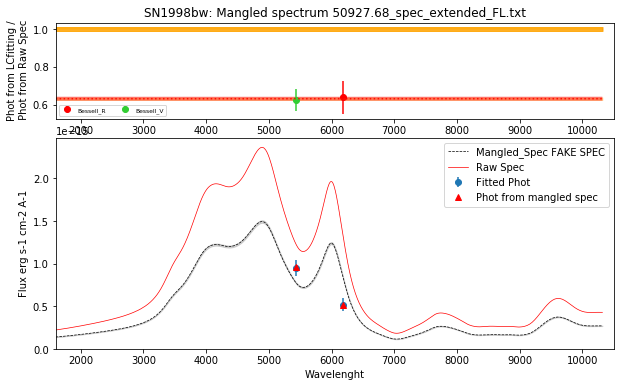 SN1998bw: Mangled spectrum 50927.68_spec_extended_FL.txt
Phot from LCfitting /
Phot from Raw Spec
1.0
0.8
0.6
Bessell_R
Bessell_V
2000 3000 4000 5000 6000 7000 8000 9000 10000
1e−15
Flux erg s-1 cm-2 A-1
2.0
1.5
1.0
0.5
0.0
Mangled_Spec FAKE SPEC
Raw Spec
Fitted Phot
Phot from mangled spec
2000 3000 4000 5000 6000 7000 8000 9000 10000
Wavelenght